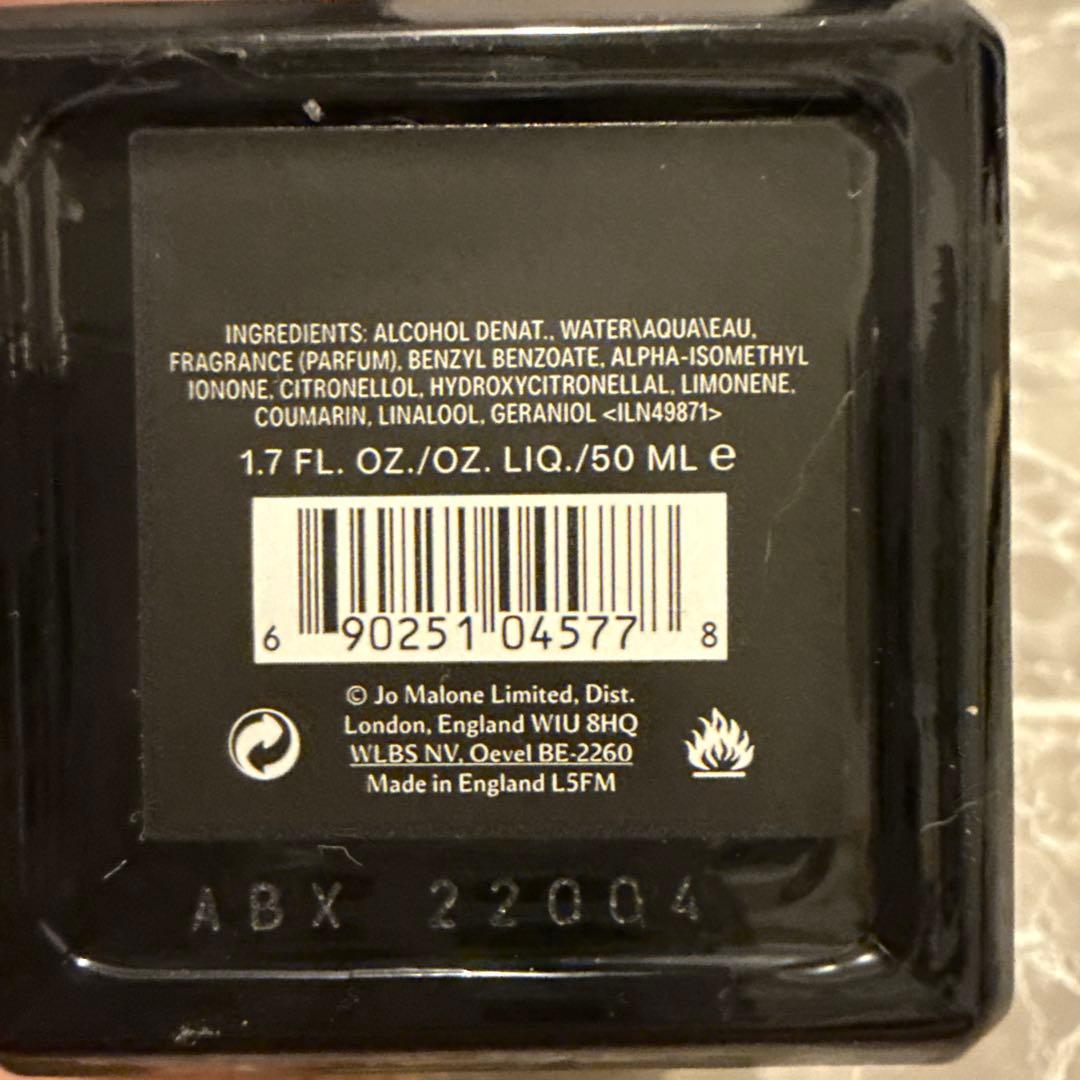 INGREDIENTS: ALCOHOL DENAT., WATER\AQUA\EAU,
FRAGRANCE (PARFUM), BENZYL BENZOATE, ALPHA-ISOMETHYL
IONONE, CITRONELLOL, HYDROXYCITRONELLAL, LIMONENE,
COUMARIN, LINALOOL, GERANIOL <ILN49871>
1.7 FL. OZ./OZ. LIQ./50 ML e
6 90251 04577 8
© Jo Malone Limited, Dist.
London, England W1U 8HQ
WLBS NV, Oevel BE-2260
Made in England L5FM
ABX 22004